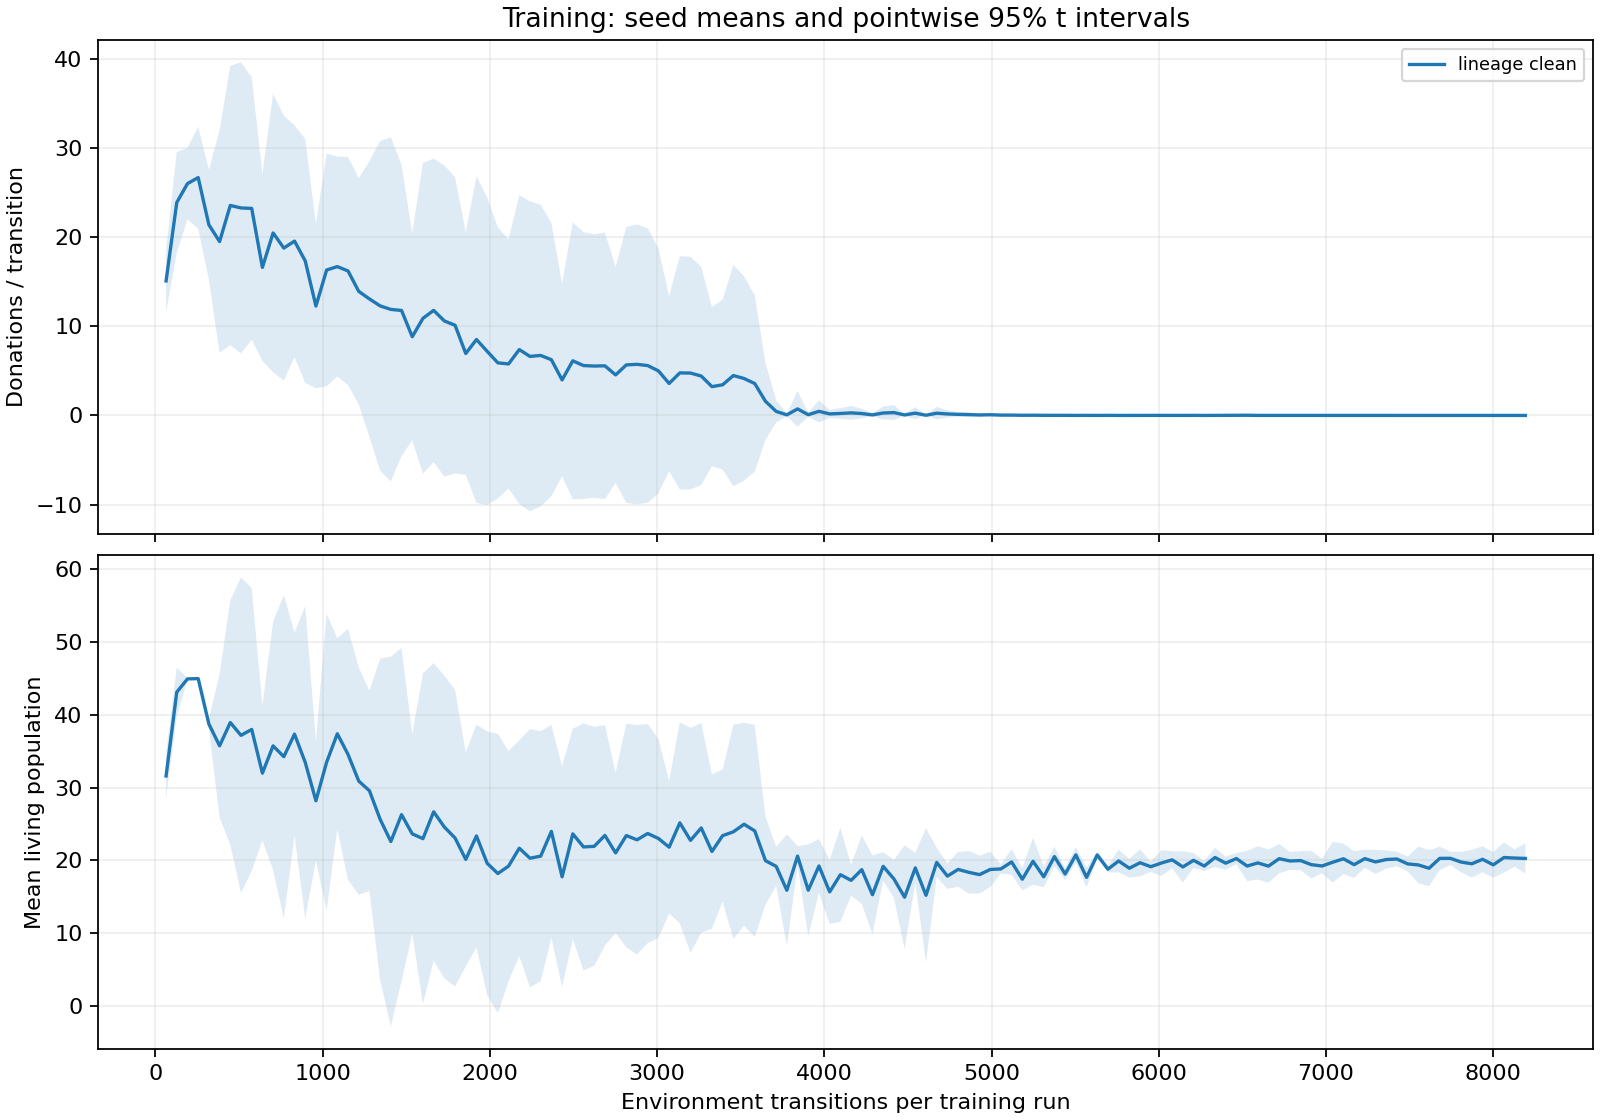 Training: seed means and pointwise 95% t intervals
Donations / transition
40
30
20
10
0
−10
lineage clean
Mean living population
60
50
40
30
20
10
0
0 1000 2000 3000 4000 5000 6000 7000 8000
Environment transitions per training run